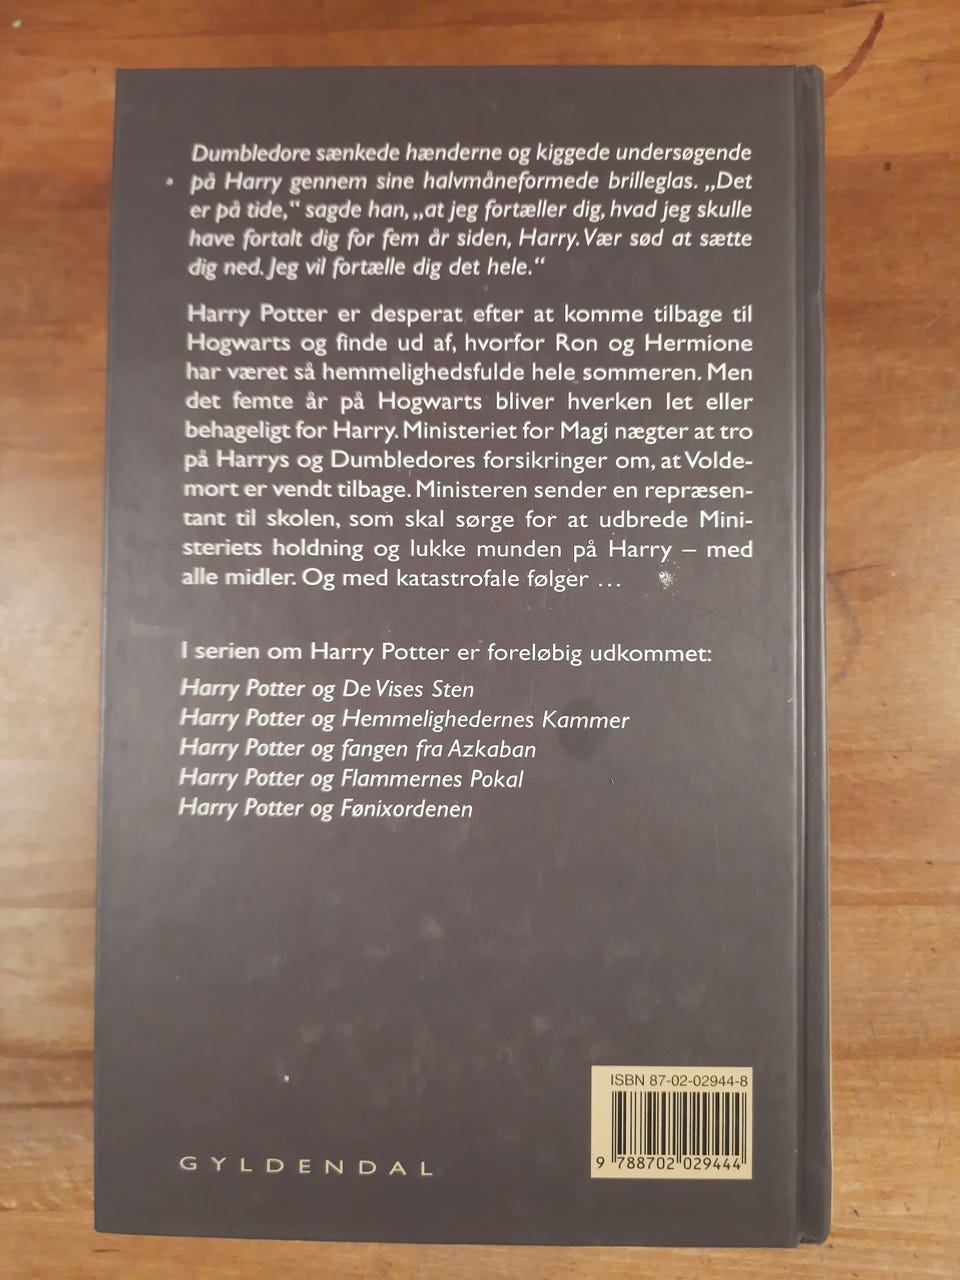 Dumbledore sænkede hænderne og kiggede undersøgende
på Harry gennem sine halvmåneformede brilleglas. „Det
er på tide,“ sagde han, „at jeg fortæller dig, hvad jeg skulle
have fortalt dig for fem år siden, Harry. Vær sød at sætte
dig ned. Jeg vil fortælle dig det hele.“
Harry Potter er desperat efter at komme tilbage til
Hogwarts og finde ud af, hvorfor Ron og Hermione
har været så hemmelighedsfulde hele sommeren. Men
det femte år på Hogwarts bliver hverken let eller
behageligt for Harry. Ministeriet for Magi nægter at tro
på Harrys og Dumbledores forsikringer om, at Volde-
mort er vendt tilbage. Ministeren sender en repræsen-
tant til skolen, som skal sørge for at udbrede Mini-
steriets holdning og lukke munden på Harry – med
alle midler. Og med katastrofale følger ...
I serien om Harry Potter er foreløbig udkommet:
Harry Potter og De Vises Sten
Harry Potter og Hemmelighedernes Kammer
Harry Potter og fangen fra Azkaban
Harry Potter og Flammernes Pokal
Harry Potter og Fønixordenen
ISBN 87-02-02944-8
9 788702 029444
GYLDENDAL